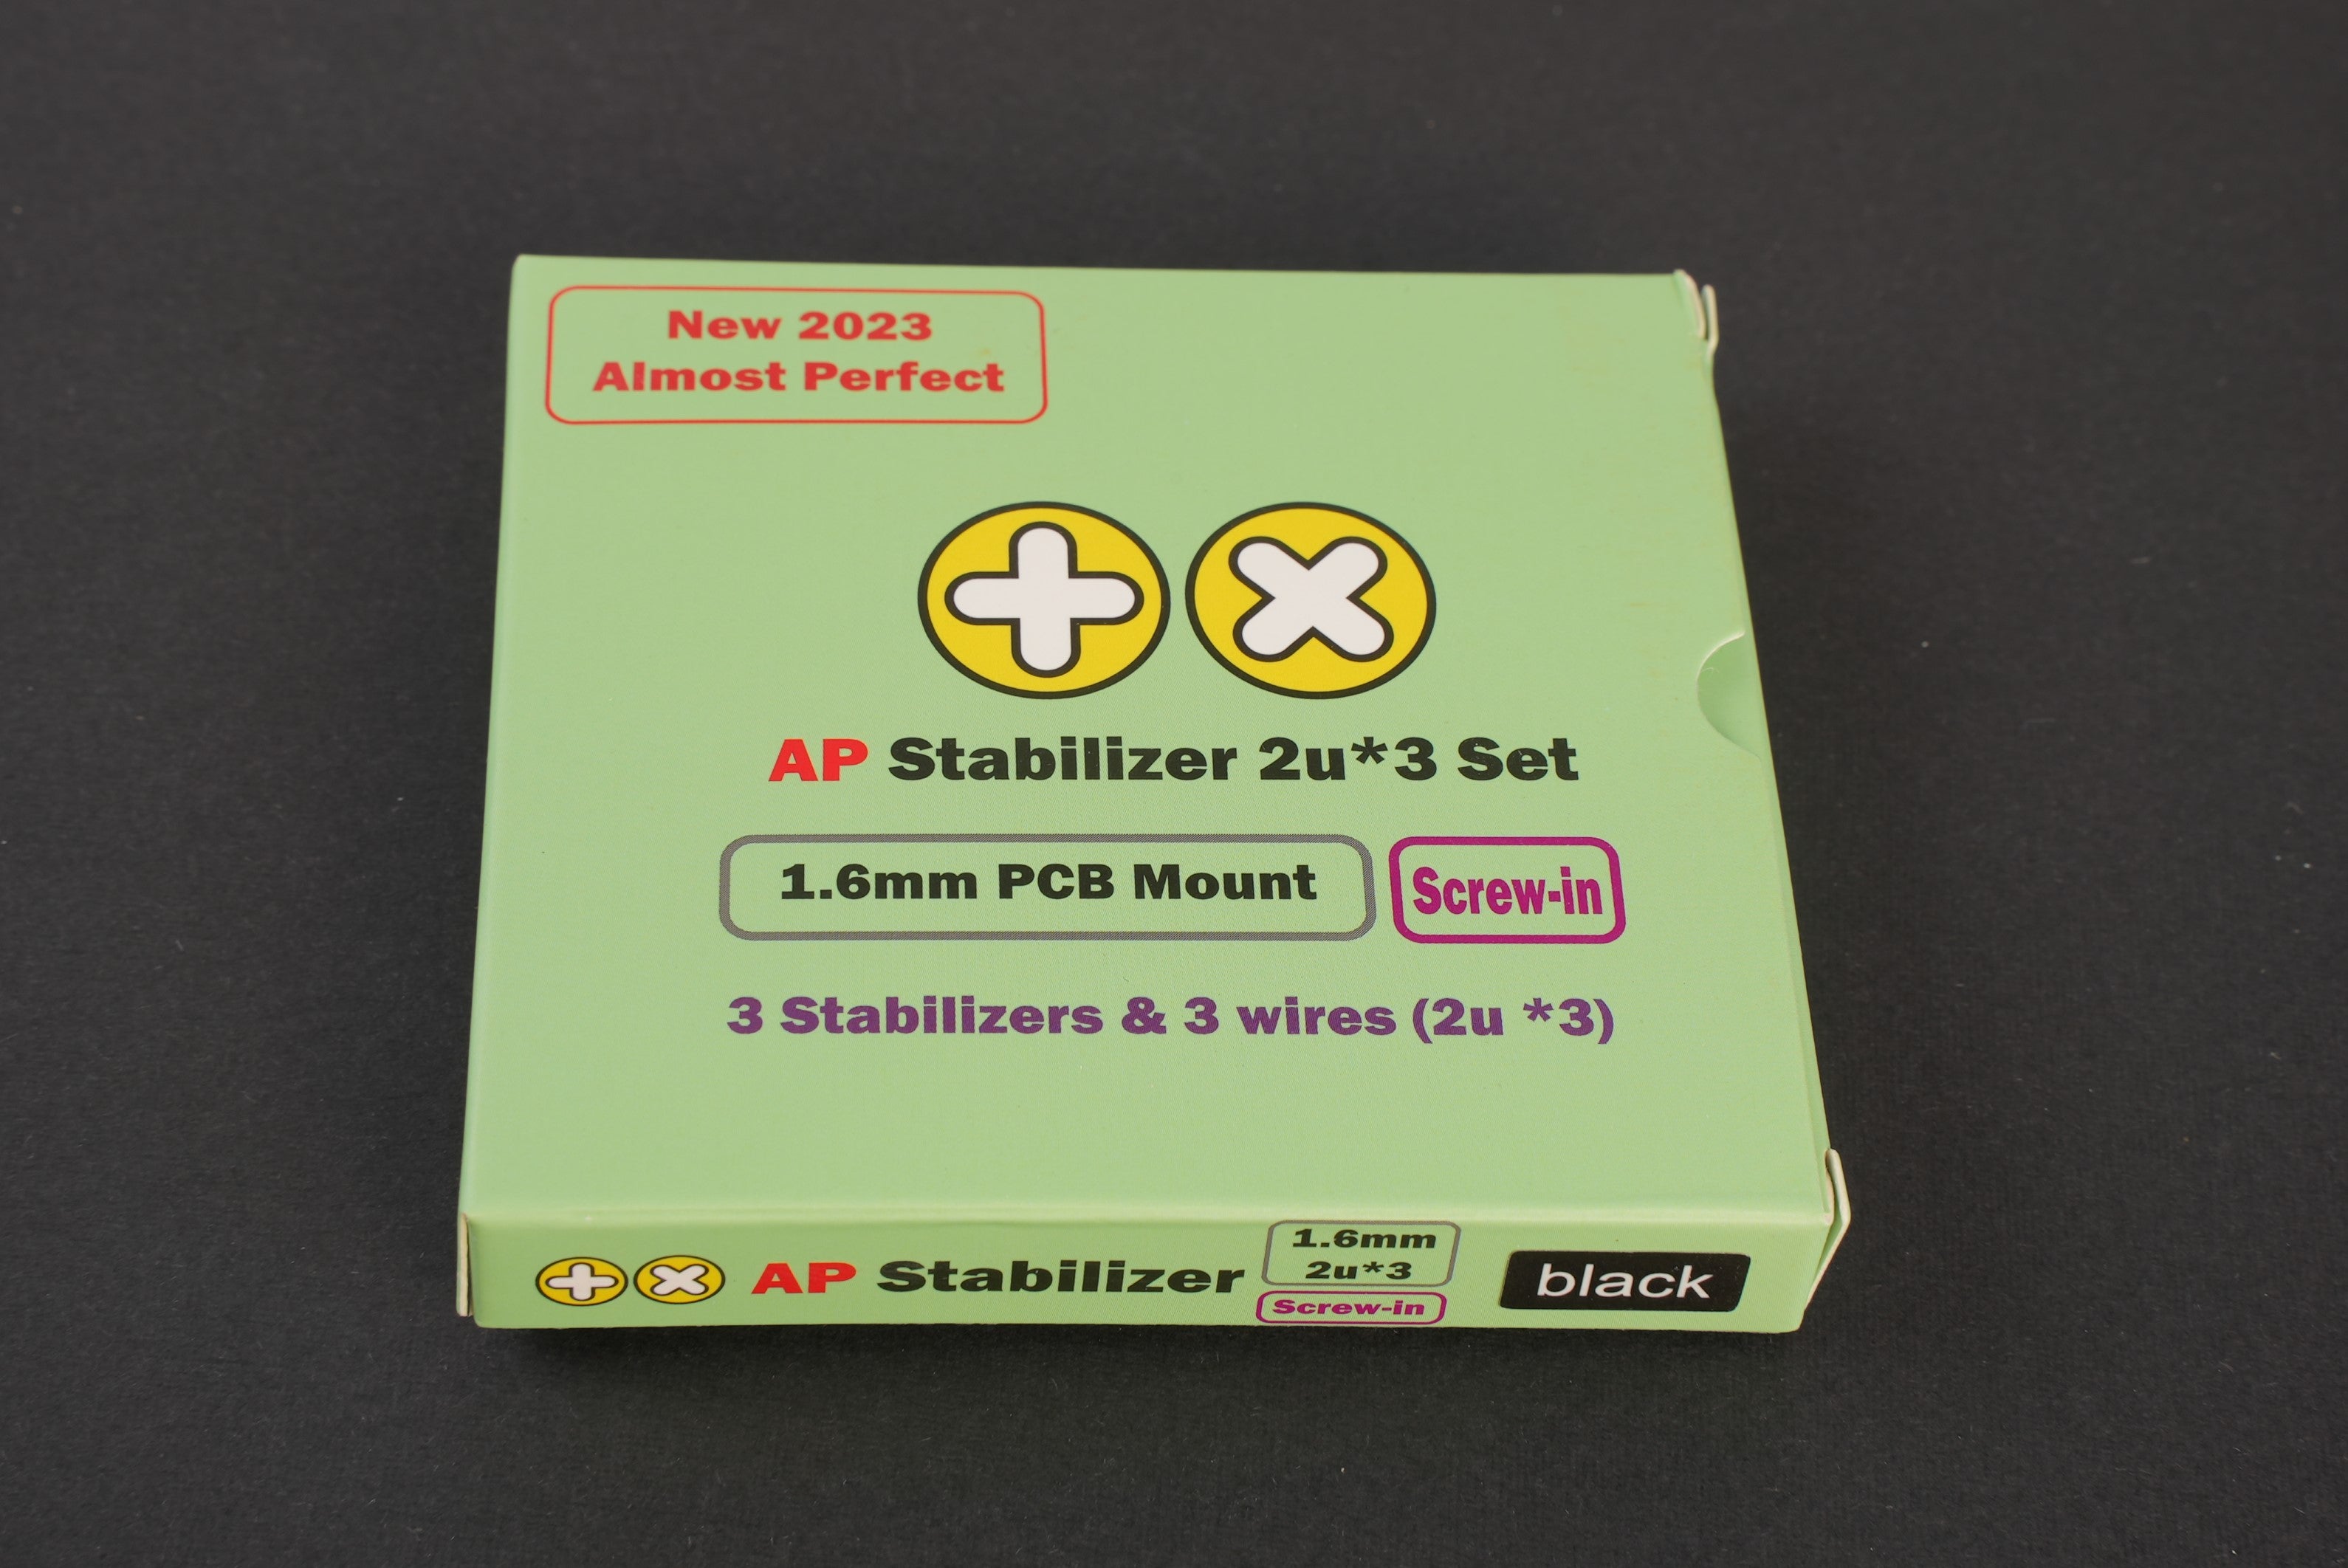 New 2023
Almost Perfect
AP Stabilizer 2u*3 Set
1.6mm PCB Mount
Screw-in
3 Stabilizers & 3 wires (2u *3)
AP Stabilizer
1.6mm
2u*3
Screw-in
black